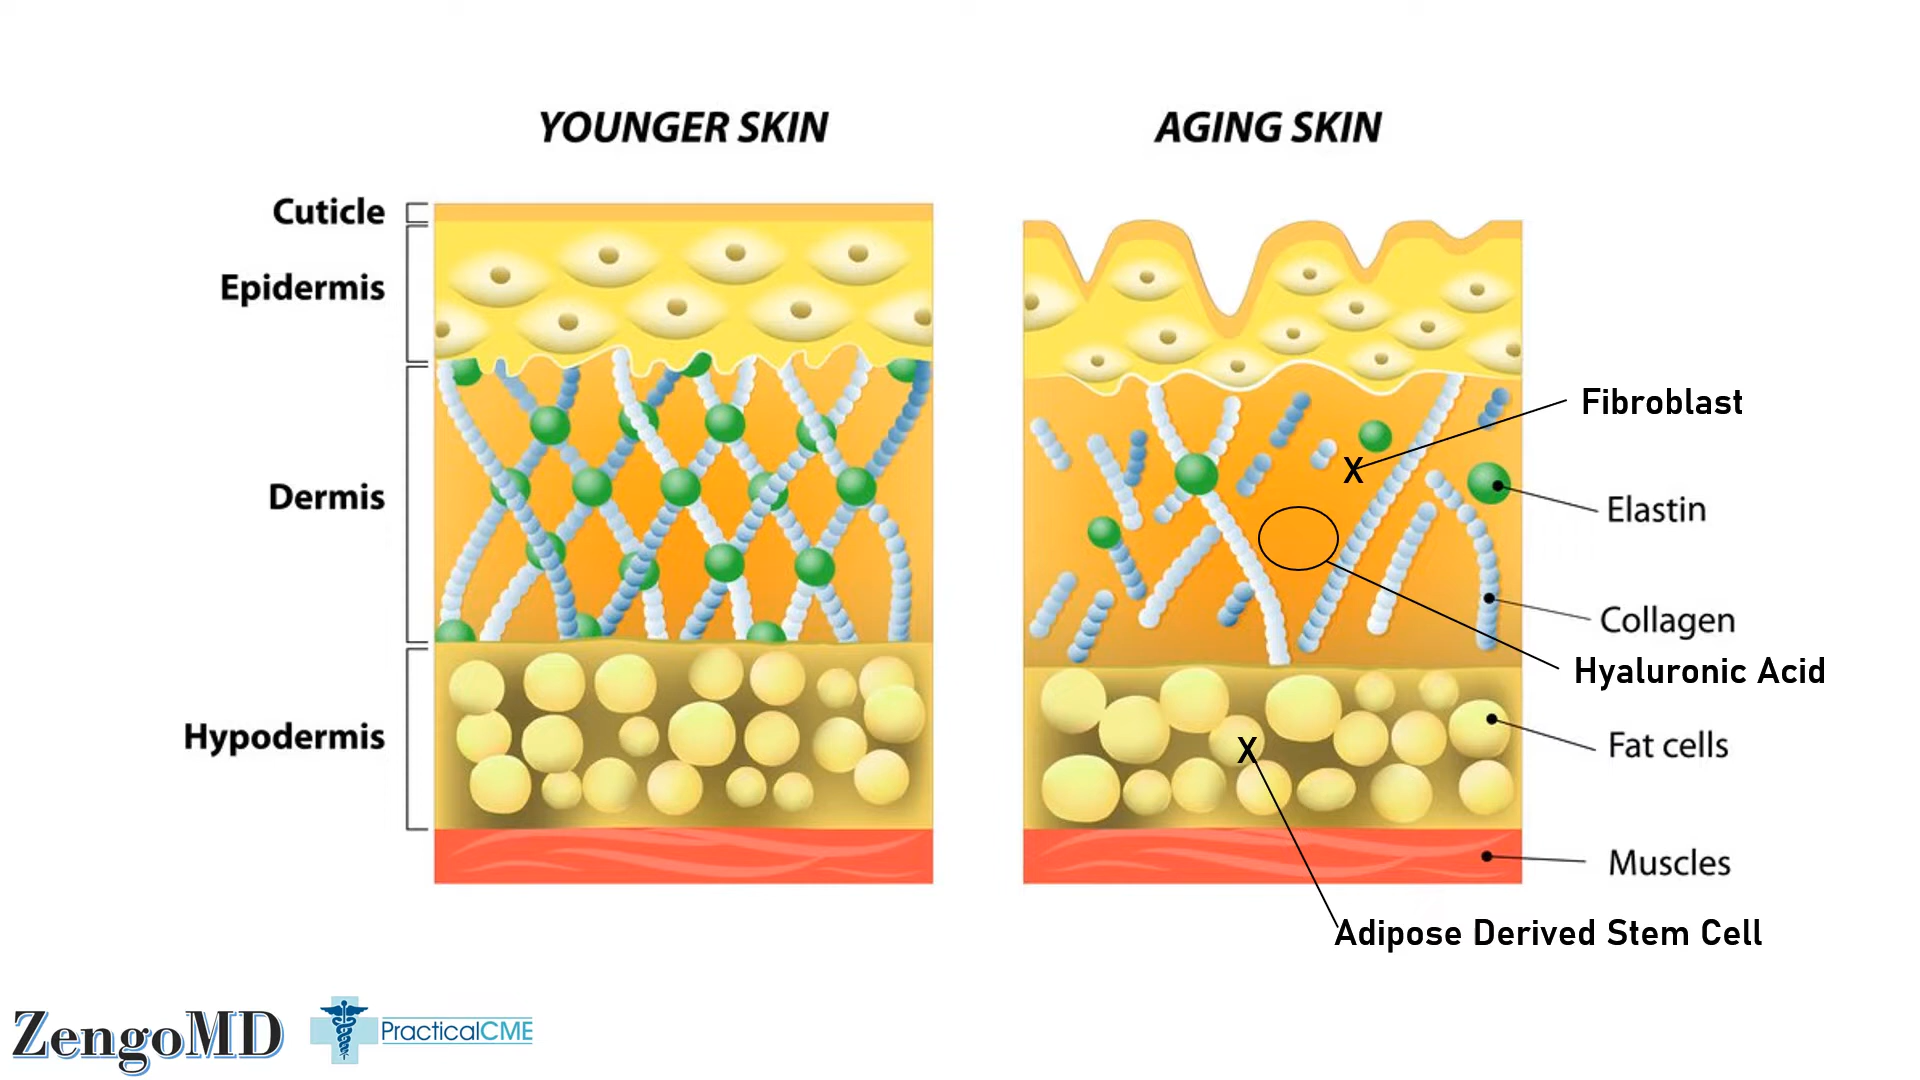 YOUNGER SKIN
AGING SKIN
Cuticle
Epidermis
Dermis
Hypodermis
Fibroblast
X
Elastin
Collagen
Hyaluronic Acid
Fat cells
X
Muscles
Adipose Derived Stem Cell
ZengoMD
PracticalCME